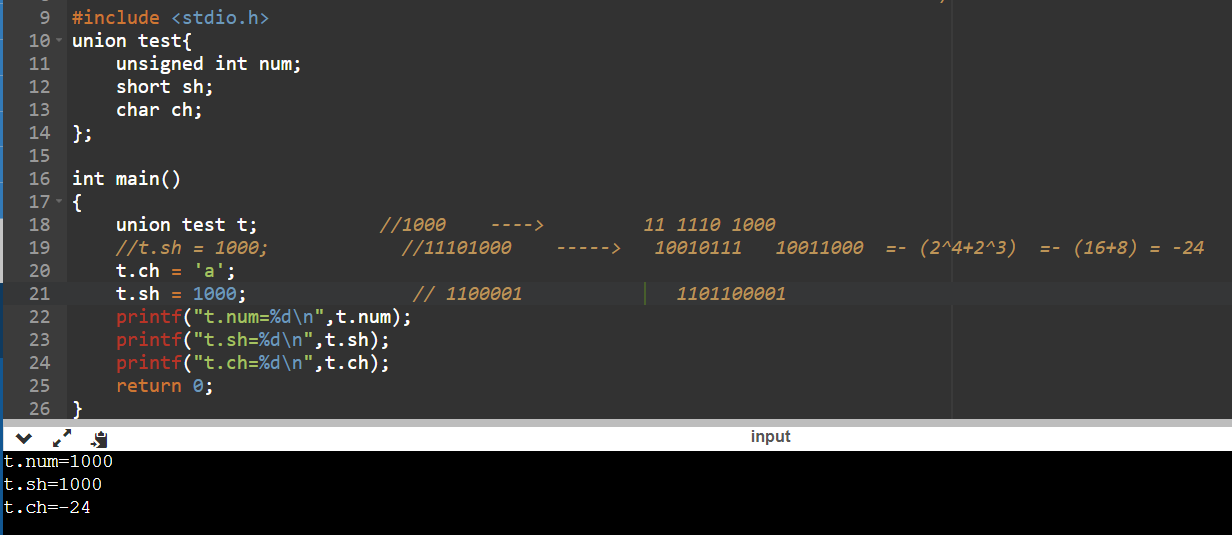 9 #include <stdio.h>
10 union test{
11 unsigned int num;
12 short sh;
13 char ch;
14 };
15
16 int main()
17 {
18 union test t; //1000 ----> 11 1110 1000
19 //t.sh = 1000; //11101000 -----> 10010111 10011000 =- (2^4+2^3) =- (16+8) = -24
20 t.ch = 'a';
21 t.sh = 1000; // 1100001 1101100001
22 printf("t.num=%d\n",t.num);
23 printf("t.sh=%d\n",t.sh);
24 printf("t.ch=%d\n",t.ch);
25 return 0;
26 }
input
t.num=1000
t.sh=1000
t.ch=-24